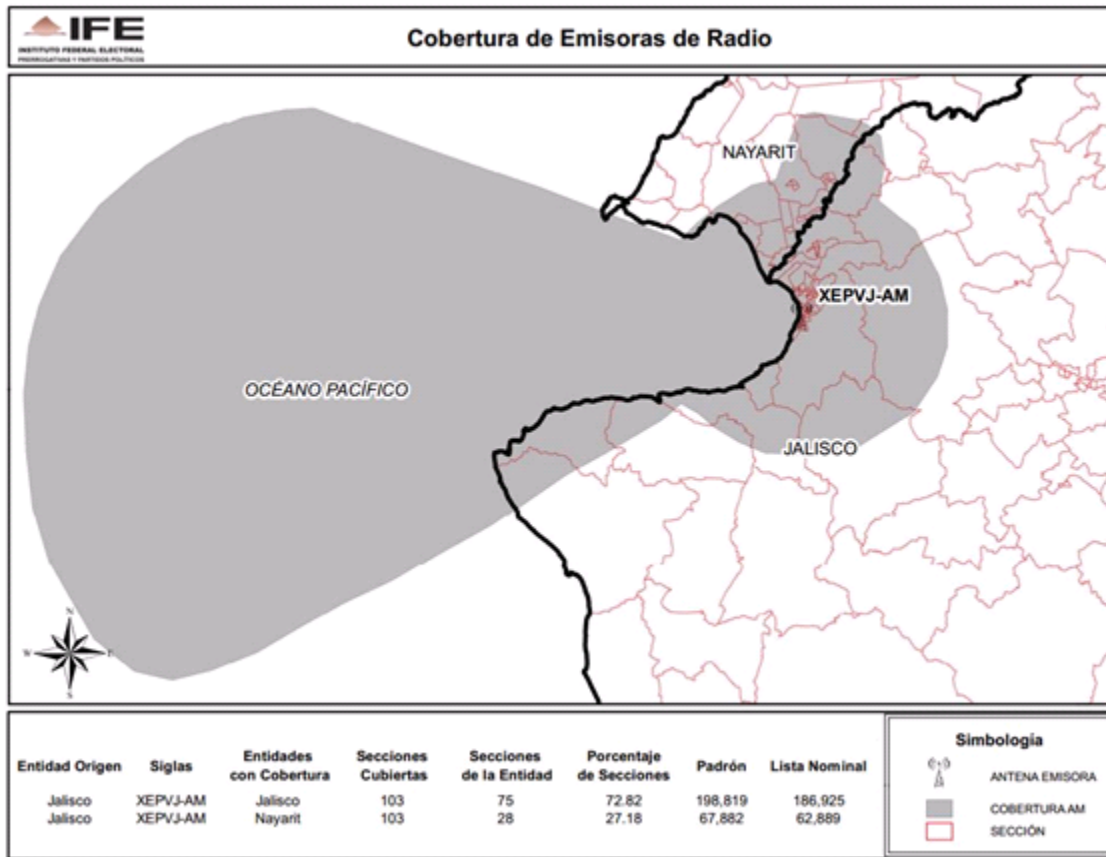 IFE
INSTITUTO FEDERAL ELECTORAL
PRERROGATIVAS Y PARTIDOS POLÍTICOS
Cobertura de Emisoras de Radio
NAYARIT
XEPVJ-AM
OCÉANO PACÍFICO
JALISCO
N
W E
S
Entidad Origen Siglas Entidades con Cobertura Secciones Cubiertas Secciones de la Entidad Porcentaje de Secciones Padrón Lista Nominal
Jalisco XEPVJ-AM Jalisco 103 75 72.82 198,819 186,925
Jalisco XEPVJ-AM Nayarit 103 28 27.18 67,882 62,889
Simbología
ANTENA EMISORA
COBERTURA AM
SECCIÓN